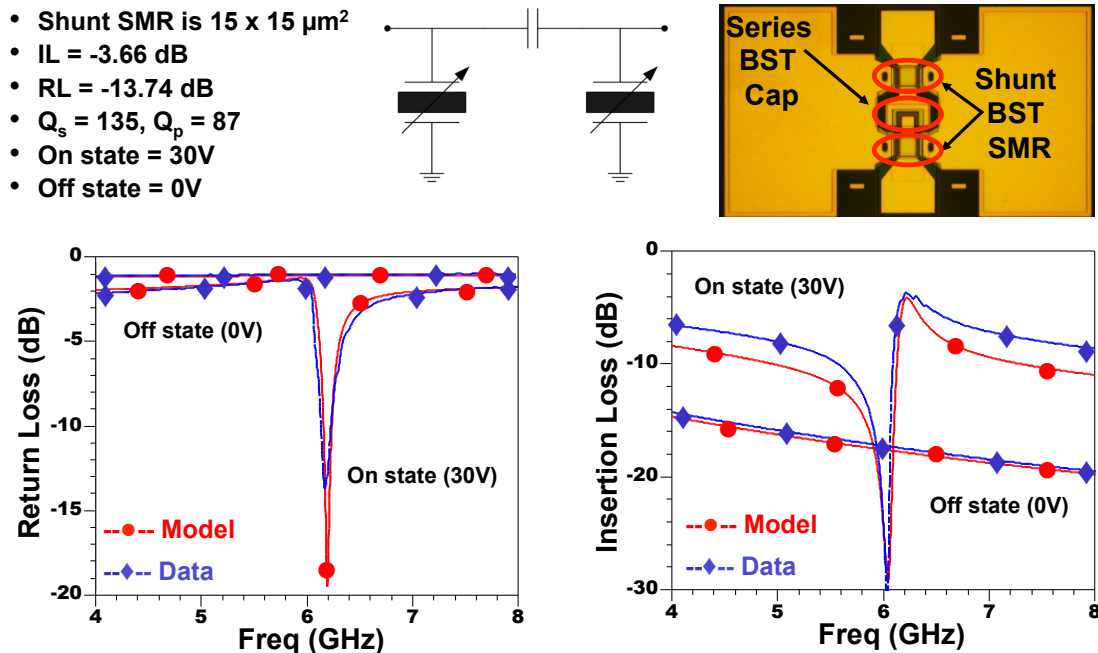 • Shunt SMR is 15 x 15 µm²
• IL = -3.66 dB
• RL = -13.74 dB
• Qs = 135, Qp = 87
• On state = 30V
• Off state = 0V
Series
BST
Cap
Shunt
BST
SMR
0
-5
-10
-15
-20
Return Loss (dB)
Off state (0V)
On state (30V)
Model
Data
4
5
6
7
8
Freq (GHz)
0
-10
-20
-30
Insertion Loss (dB)
On state (30V)
Off state (0V)
Model
Data
4
5
6
7
8
Freq (GHz)